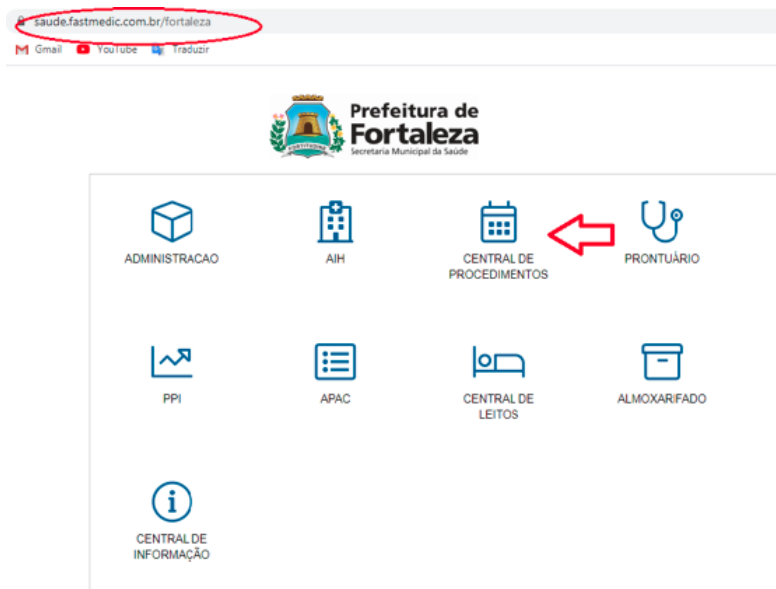 saude.fastmedic.com.br/fortaleza
Gmail YouTube Traduzir
Prefeitura de
Fortaleza
Secretaria Municipal da Saúde
FORTITUDINE
ADMINISTRACAO
AIH
CENTRAL DE
PROCEDIMENTOS
PRONTUÁRIO
PPI
APAC
CENTRAL DE
LEITOS
ALMOXARIFADO
CENTRAL DE
INFORMAÇÃO